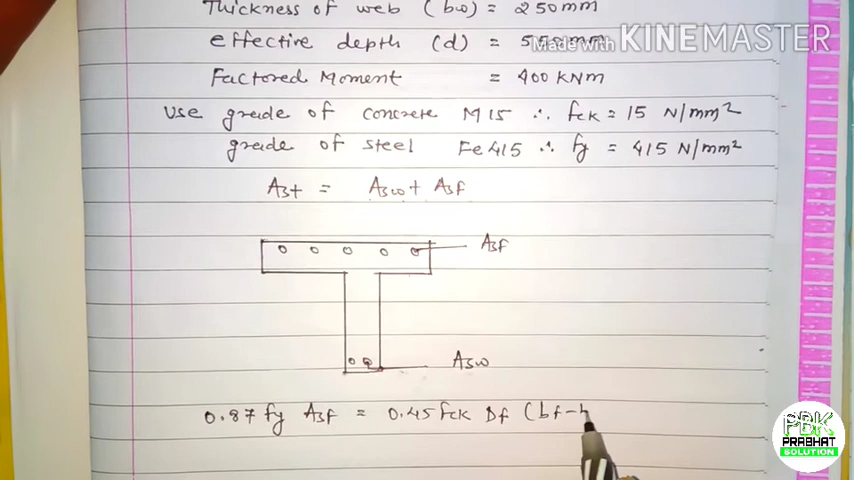 Thickness of web (bw) = 250mm
effective depth (d) = 550mm
Made with KINEMASTER
Factored Moment = 400 KNm
Use grade of concrete M15 ∴ fck = 15 N/mm²
grade of steel Fe415 ∴ fy = 415 N/mm²
Ast = Asw + Asf
Asf
Asw
0.87 fy Asf = 0.45 fck Df (bf-b
PBK
PRABHAT
SOLUTION